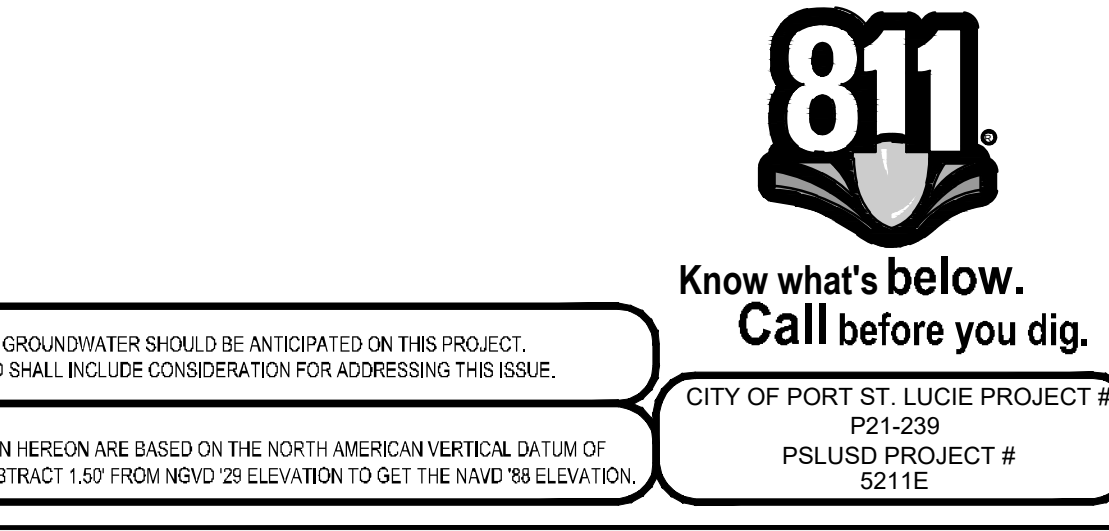 811®
Know what's below.
Call before you dig.
GROUNDWATER SHOULD BE ANTICIPATED ON THIS PROJECT.
SHALL INCLUDE CONSIDERATION FOR ADDRESSING THIS ISSUE.
HEREON ARE BASED ON THE NORTH AMERICAN VERTICAL DATUM OF
1.50' FROM NGVD '29 ELEVATION TO GET THE NAVD '88 ELEVATION.
CITY OF PORT ST. LUCIE PROJECT #
P21-239
PSLUSD PROJECT #
5211E